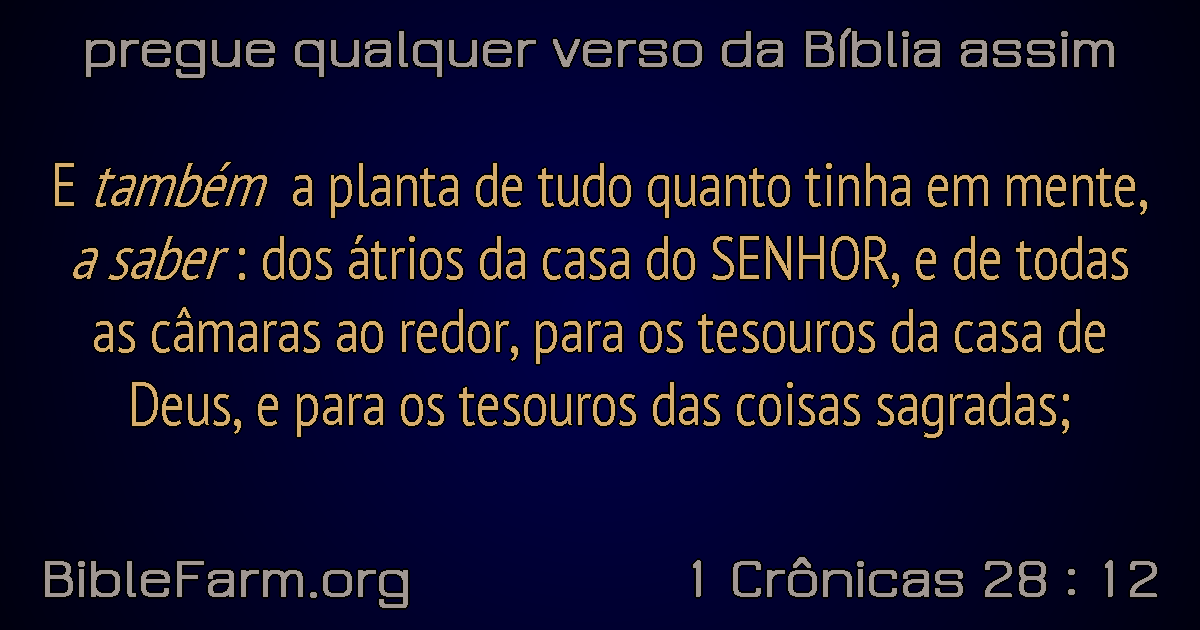 pregue qualquer verso da Bíblia assim
E também a planta de tudo quanto tinha em mente,
a saber : dos átrios da casa do SENHOR, e de todas
as câmaras ao redor, para os tesouros da casa de
Deus, e para os tesouros das coisas sagradas;
BibleFarm.org
1 Crônicas 28 : 12